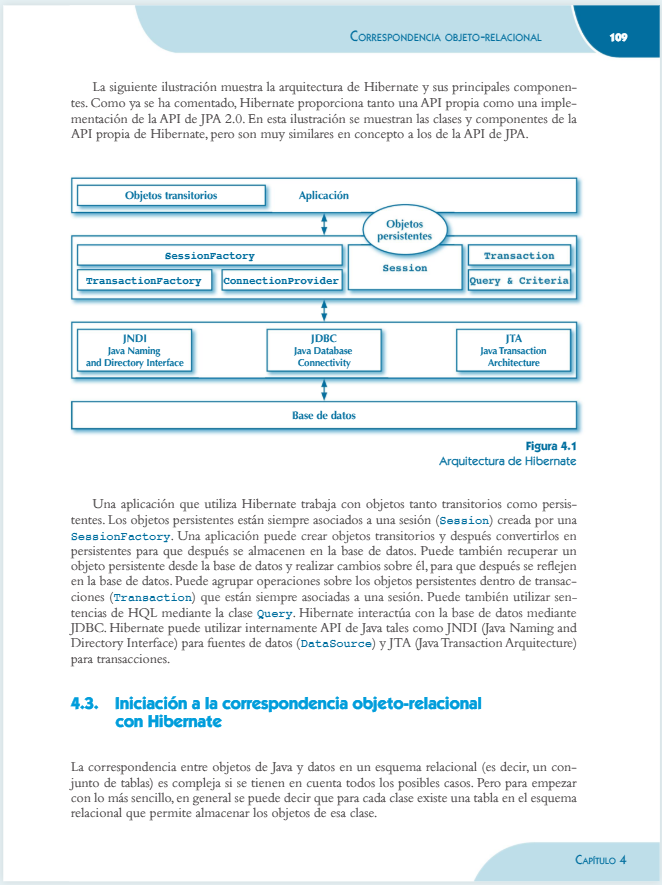 CORRESPONDENCIA OBJETO-RELACIONAL
109
La siguiente ilustración muestra la arquitectura de Hibernate y sus principales componen-
tes. Como ya se ha comentado, Hibernate proporciona tanto una API propia como una imple-
mentación de la API de JPA 2.0. En esta ilustración se muestran las clases y componentes de la
API propia de Hibernate, pero son muy similares en concepto a los de la API de JPA.
Objetos transitorios
Aplicación
Objetos
persistentes
SessionFactory
Session
Transaction
TransactionFactory
ConnectionProvider
Query & Criteria
JNDI
Java Naming
and Directory Interface
JDBC
Java Database
Connectivity
JTA
Java Transaction
Architecture
Base de datos
Figura 4.1
Arquitectura de Hibernate
Una aplicación que utiliza Hibernate trabaja con objetos tanto transitorios como persis-
tentes. Los objetos persistentes están siempre asociados a una sesión (Session) creada por una
SessionFactory. Una aplicación puede crear objetos transitorios y después convertirlos en
persistentes para que después se almacenen en la base de datos. Puede también recuperar un
objeto persistente desde la base de datos y realizar cambios sobre él, para que después se reflejen
en la base de datos. Puede agrupar operaciones sobre los objetos persistentes dentro de transac-
ciones (Transaction) que están siempre asociadas a una sesión. Puede también utilizar sen-
tencias de HQL mediante la clase Query. Hibernate interactúa con la base de datos mediante
JDBC. Hibernate puede utilizar internamente API de Java tales como JNDI (Java Naming and
Directory Interface) para fuentes de datos (DataSource) y JTA (Java Transaction Arquitecture)
para transacciones.
4.3. Iniciación a la correspondencia objeto-relacional
con Hibernate
La correspondencia entre objetos de Java y datos en un esquema relacional (es decir, un con-
junto de tablas) es compleja si se tienen en cuenta todos los posibles casos. Pero para empezar
con lo más sencillo, en general se puede decir que para cada clase existe una tabla en el esquema
relacional que permite almacenar los objetos de esa clase.
CAPÍTULO 4